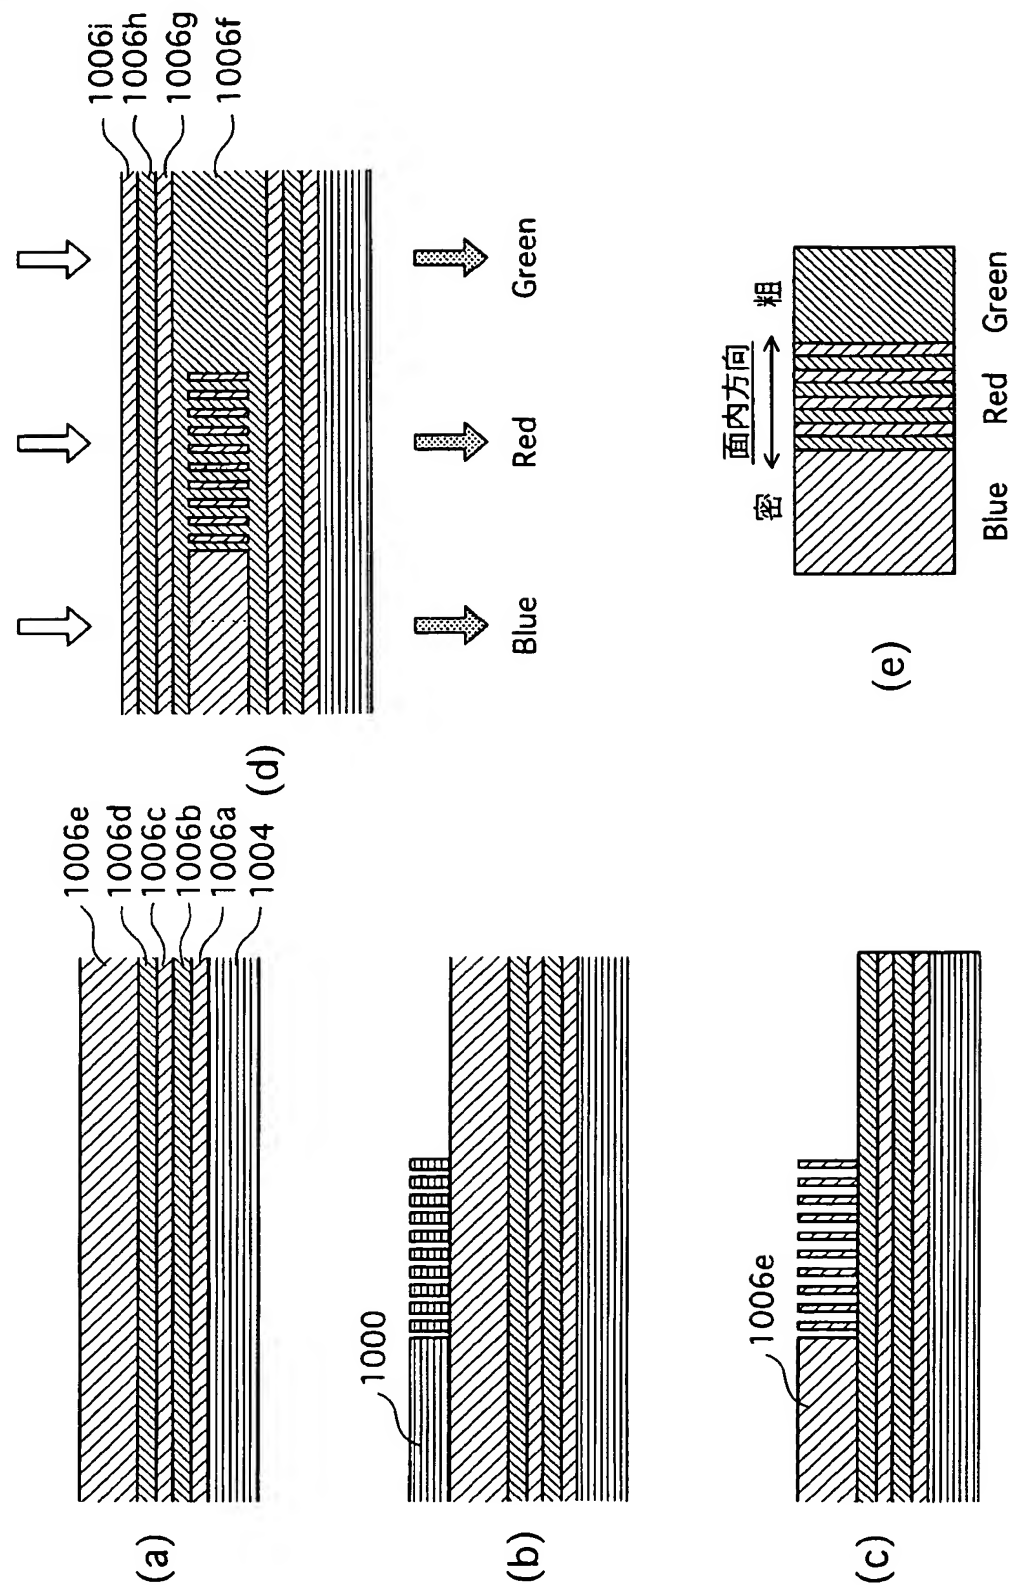 (a)
1006e
1006d
1006c
1006b
1006a
1004
(b)
1000
(c)
1006e
(d)
1006i
1006h
1006g
1006f
Blue
Red
Green
(e)
密
面内方向
粗
Blue
Red
Green